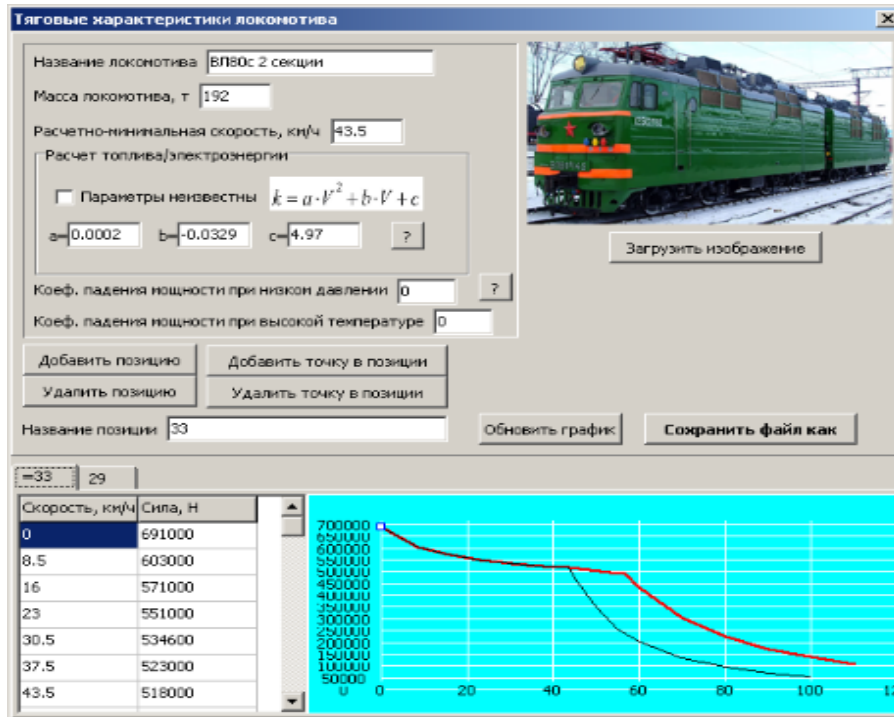 Тяговые характеристики локомотива
Название локомотива ВЛ80с 2 секции
Масса локомотива, т 192
Расчетно-минимальная скорость, км/ч 43.5
Расчет топлива/электроэнергии
Параметры неизвестны k = a·V² + b·V + c
a= 0.0002 b= -0.0329 c= 4.97 ?
Коеф. падения мощности при низком давлении 0 ?
Коеф. падения мощности при высокой температуре 0
Загрузить изображение
Добавить позицию Добавить точку в позиции
Удалить позицию Удалить точку в позиции
Название позиции 33 Обновить график Сохранить файл как
=33 29
Скорость, км/ч Сила, Н
0 691000
8.5 603000
16 571000
23 551000
30.5 534600
37.5 523000
43.5 518000
700000
650000
600000
550000
500000
450000
400000
350000
300000
250000
200000
150000
100000
50000
0
0 20 40 60 80 100 12